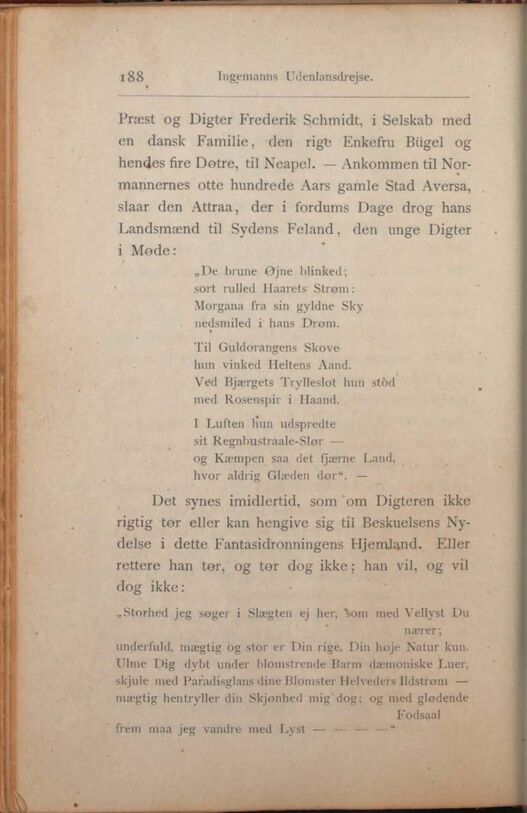 188 Ingemanns Udenlansdrejse.
Præst og Digter Frederik Schmidt, i Selskab med
en dansk Familie, den rige Enkefru Bügel og
hendes fire Døtre, til Neapel. — Ankommen til Nor-
mannernes otte hundrede Aars gamle Stad Aversa,
slaar den Attraa, der i fordums Dage drog hans
Landsmænd til Sydens Feland, den unge Digter
i Møde:
„De brune Øjne blinked;
sort rulled Haarets Strøm:
Morgana fra sin gyldne Sky
nedsmiled i hans Drøm.
Til Guldorangens Skove
hun vinked Heltens Aand.
Ved Bjærgets Trylleslot hun stod
med Rosenspir i Haand.
I Luften hun udspredte
sit Regnbustraale-Slør —
og Kæmpen saa det fjærne Land,
hvor aldrig Glæden dør“. —
Det synes imidlertid, som om Digteren ikke
rigtig tør eller kan hengive sig til Beskuelsens Ny-
delse i dette Fantasidronningens Hjemland. Eller
rettere han tør, og tør dog ikke; han vil, og vil
dog ikke:
„Storhed jeg søger i Slægten ej her, som med Vellyst Du
nærer;
underfuld, mægtig og stor er Din rige, Din høje Natur kun.
Ulme Dig dybt under blomstrende Barm dæmoniske Luer,
skjule med Paradisglans dine Blomster Helveders Ildstrøm —
mægtig hentryller din Skjønhed mig dog; og med glødende
Fodsaal
frem maa jeg vandre med Lyst — — — — —“